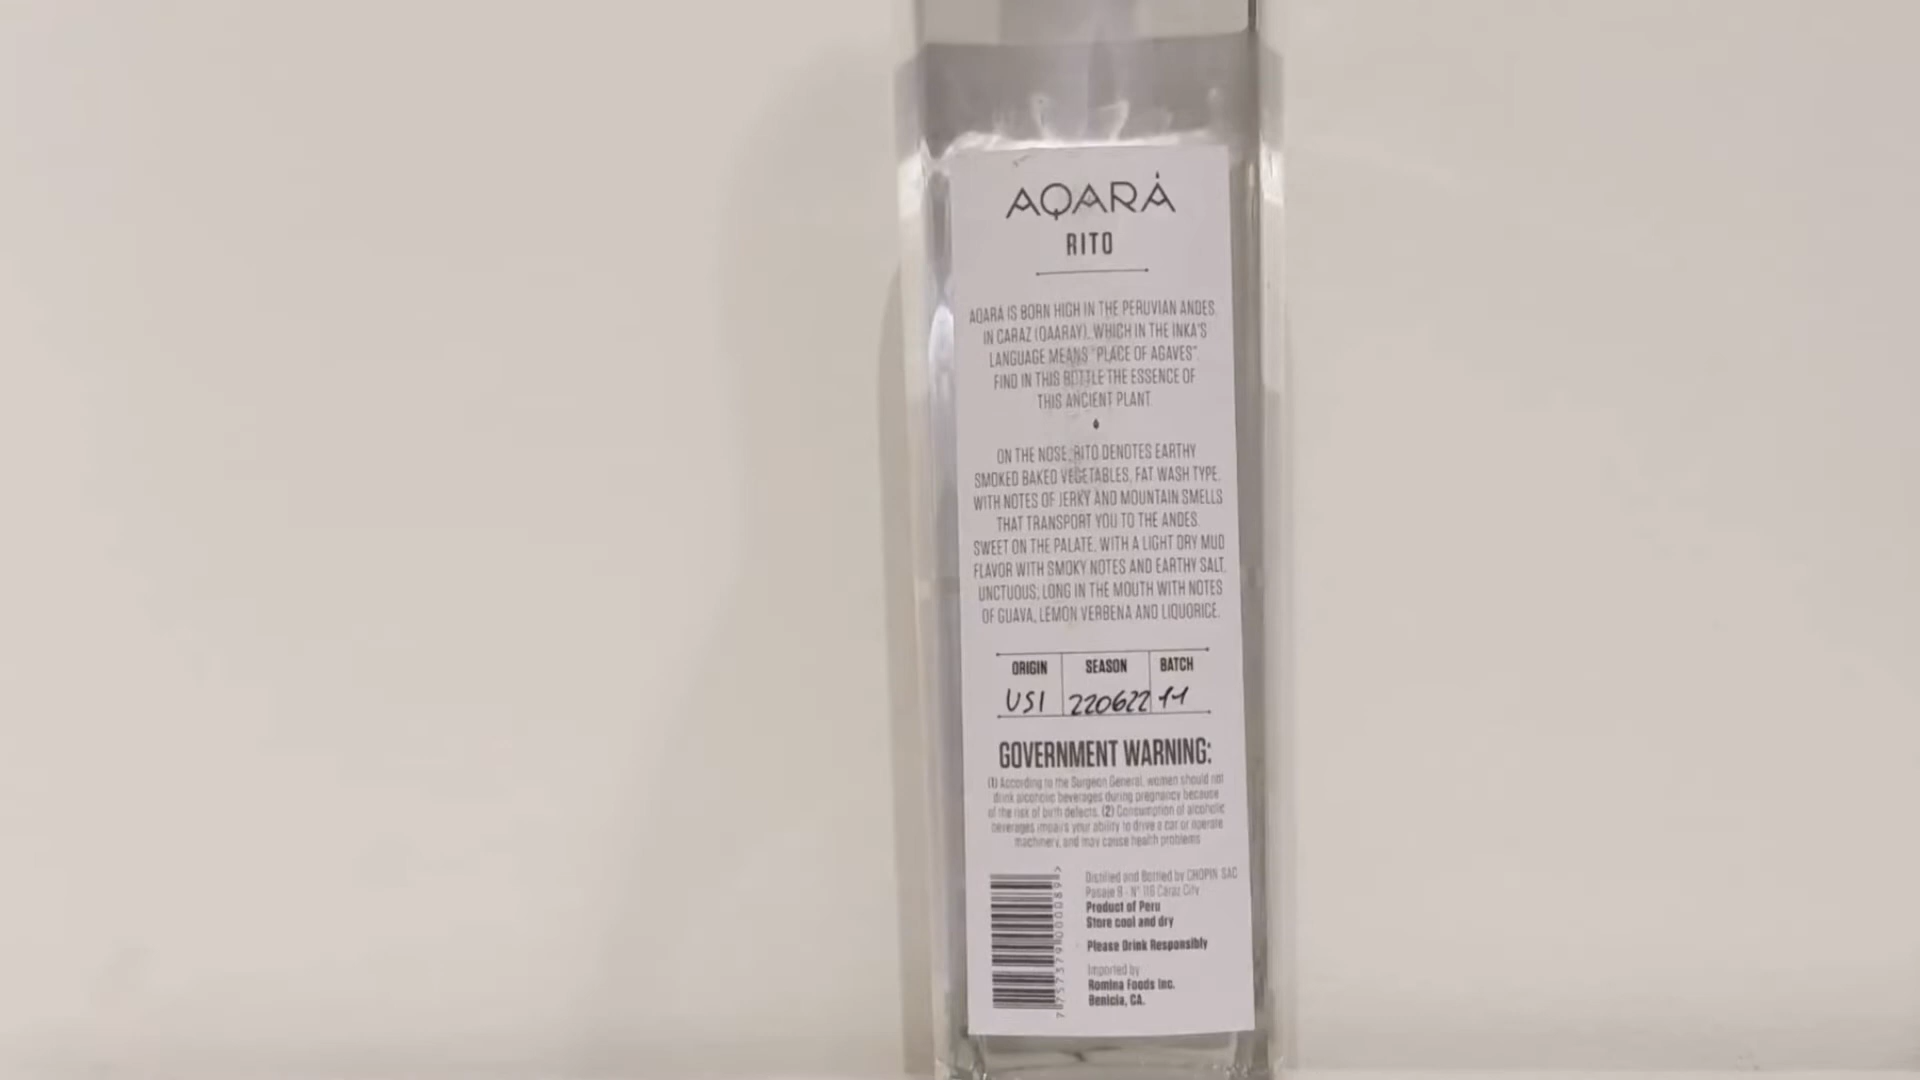 AQARÁ
RITO
AQARÁ IS BORN HIGH IN THE PERUVIAN ANDES,
IN CARAZ (QAARAY), WHICH IN THE INKA'S
LANGUAGE MEANS "PLACE OF AGAVES".
FIND IN THIS BOTTLE THE ESSENCE OF
THIS ANCIENT PLANT.
ON THE NOSE, RITO DENOTES EARTHY
SMOKED BAKED VEGETABLES, FAT WASH TYPE,
WITH NOTES OF JERKY AND MOUNTAIN SMELLS
THAT TRANSPORT YOU TO THE ANDES.
SWEET ON THE PALATE, WITH A LIGHT DRY MUD
FLAVOR WITH SMOKY NOTES AND EARTHY SALT,
UNCTUOUS; LONG IN THE MOUTH WITH NOTES
OF GUAVA, LEMON VERBENA AND LIQUORICE.
ORIGIN SEASON BATCH
USI 220622 11
GOVERNMENT WARNING:
(1) According to the Surgeon General, women should not
drink alcoholic beverages during pregnancy because
of the risk of birth defects. (2) Consumption of alcoholic
beverages impairs your ability to drive a car or operate
machinery, and may cause health problems
Distilled and Bottled by CHOPIN SAC
Pasaje 9 - N° 116 Caraz City
Product of Peru
Store cool and dry
Please Drink Responsibly
Imported by
Romina Foods Inc.
Benicia, CA.